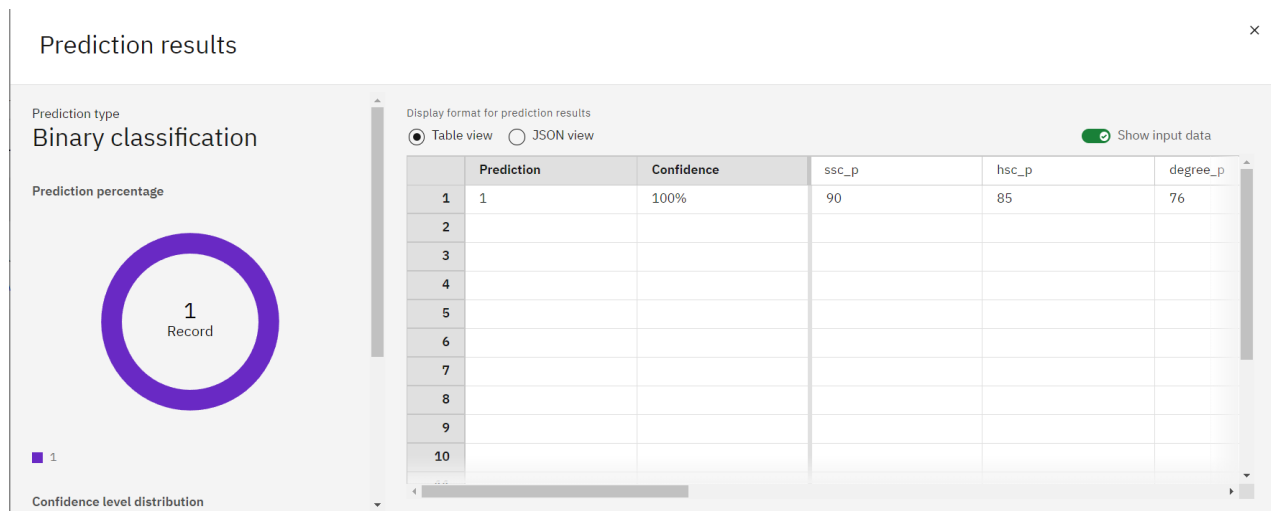 Prediction results
Prediction type
Binary classification
Prediction percentage
1
Record
1
Confidence level distribution
Display format for prediction results
Table view JSON view Show input data
Prediction Confidence ssc_p hsc_p degree_p
1 1 100% 90 85 76
2
3
4
5
6
7
8
9
10